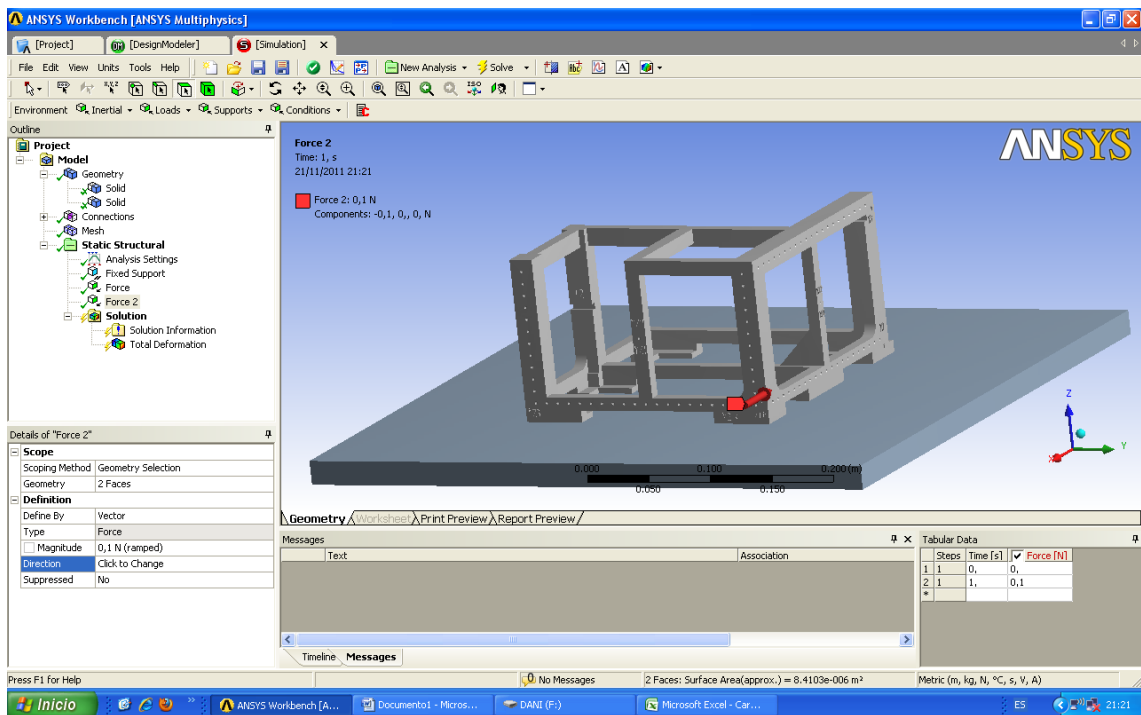 ANSYS Workbench [ANSYS Multiphysics]
[Project] [DesignModeler] [Simulation] ×
File Edit View Units Tools Help New Analysis Solve
Environment Inertial Loads Supports Conditions
Outline
Project
Model
Geometry
Solid
Solid
Connections
Mesh
Static Structural
Analysis Settings
Fixed Support
Force
Force 2
Solution
Solution Information
Total Deformation
Force 2
Time: 1, s
21/11/2011 21:21
Force 2: 0,1 N
Components: -0,1, 0,, 0, N
ANSYS
Z
Y
X
0.000 0.100 0.200 (m)
0.050 0.150
Details of "Force 2"
Scope
Scoping Method Geometry Selection
Geometry 2 Faces
Definition
Define By Vector
Type Force
Magnitude 0,1 N (ramped)
Direction Click to Change
Suppressed No
Geometry Worksheet Print Preview Report Preview
Messages
Text Association
Timeline Messages
Tabular Data
Steps Time [s] Force [N]
1 1 0, 0,
2 1 1, 0,1
*
Press F1 for Help No Messages 2 Faces: Surface Area(approx.) = 8.4103e-006 m² Metric (m, kg, N, °C, s, V, A)
Inicio ANSYS Workbench [A... Documento1 - Micros... DANI (F:) Microsoft Excel - Car... ES 21:21